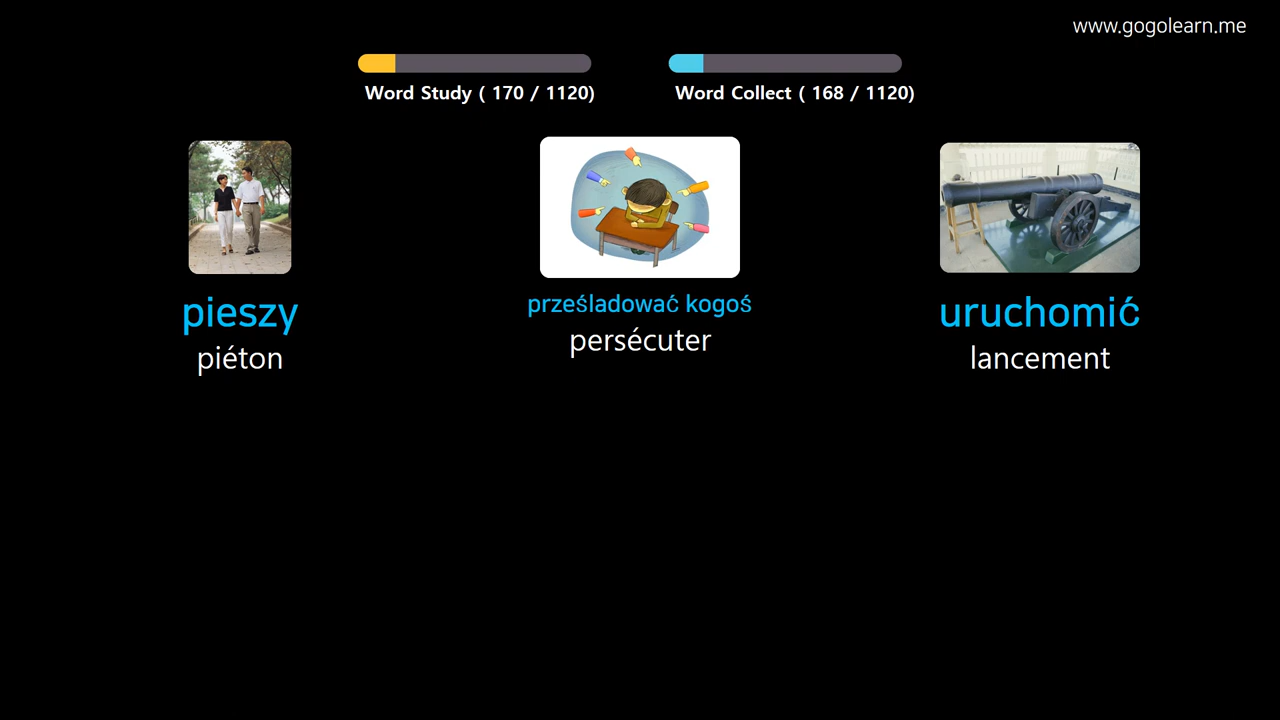 www.gogolearn.me
Word Study ( 170 / 1120)
Word Collect ( 168 / 1120)
pieszy
piéton
prześladować kogoś
persécuter
uruchomić
lancement